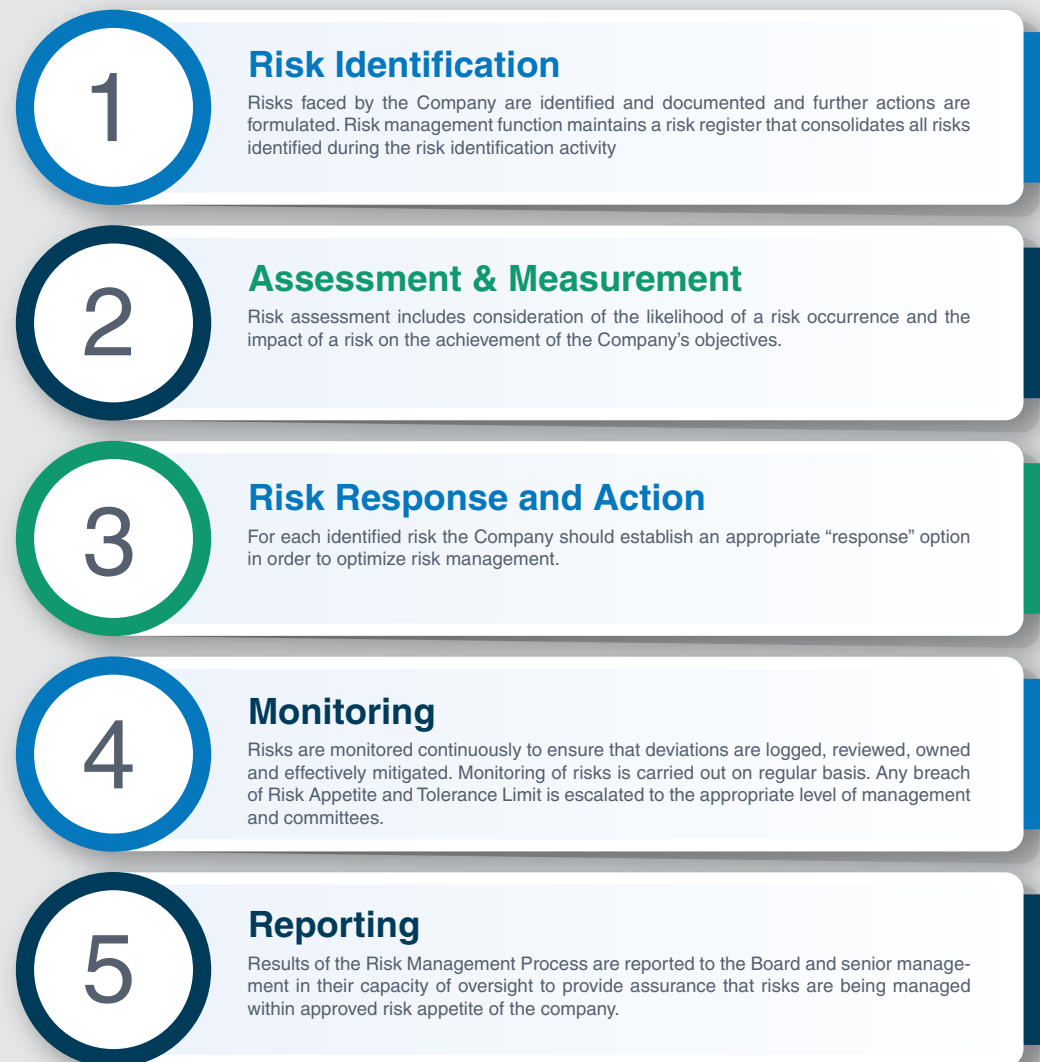 1
Risk Identification
Risks faced by the Company are identified and documented and further actions are
formulated. Risk management function maintains a risk register that consolidates all risks
identified during the risk identification activity
2
Assessment & Measurement
Risk assessment includes consideration of the likelihood of a risk occurrence and the
impact of a risk on the achievement of the Company’s objectives.
3
Risk Response and Action
For each identified risk the Company should establish an appropriate “response” option
in order to optimize risk management.
4
Monitoring
Risks are monitored continuously to ensure that deviations are logged, reviewed, owned
and effectively mitigated. Monitoring of risks is carried out on regular basis. Any breach
of Risk Appetite and Tolerance Limit is escalated to the appropriate level of management
and committees.
5
Reporting
Results of the Risk Management Process are reported to the Board and senior manage-
ment in their capacity of oversight to provide assurance that risks are being managed
within approved risk appetite of the company.